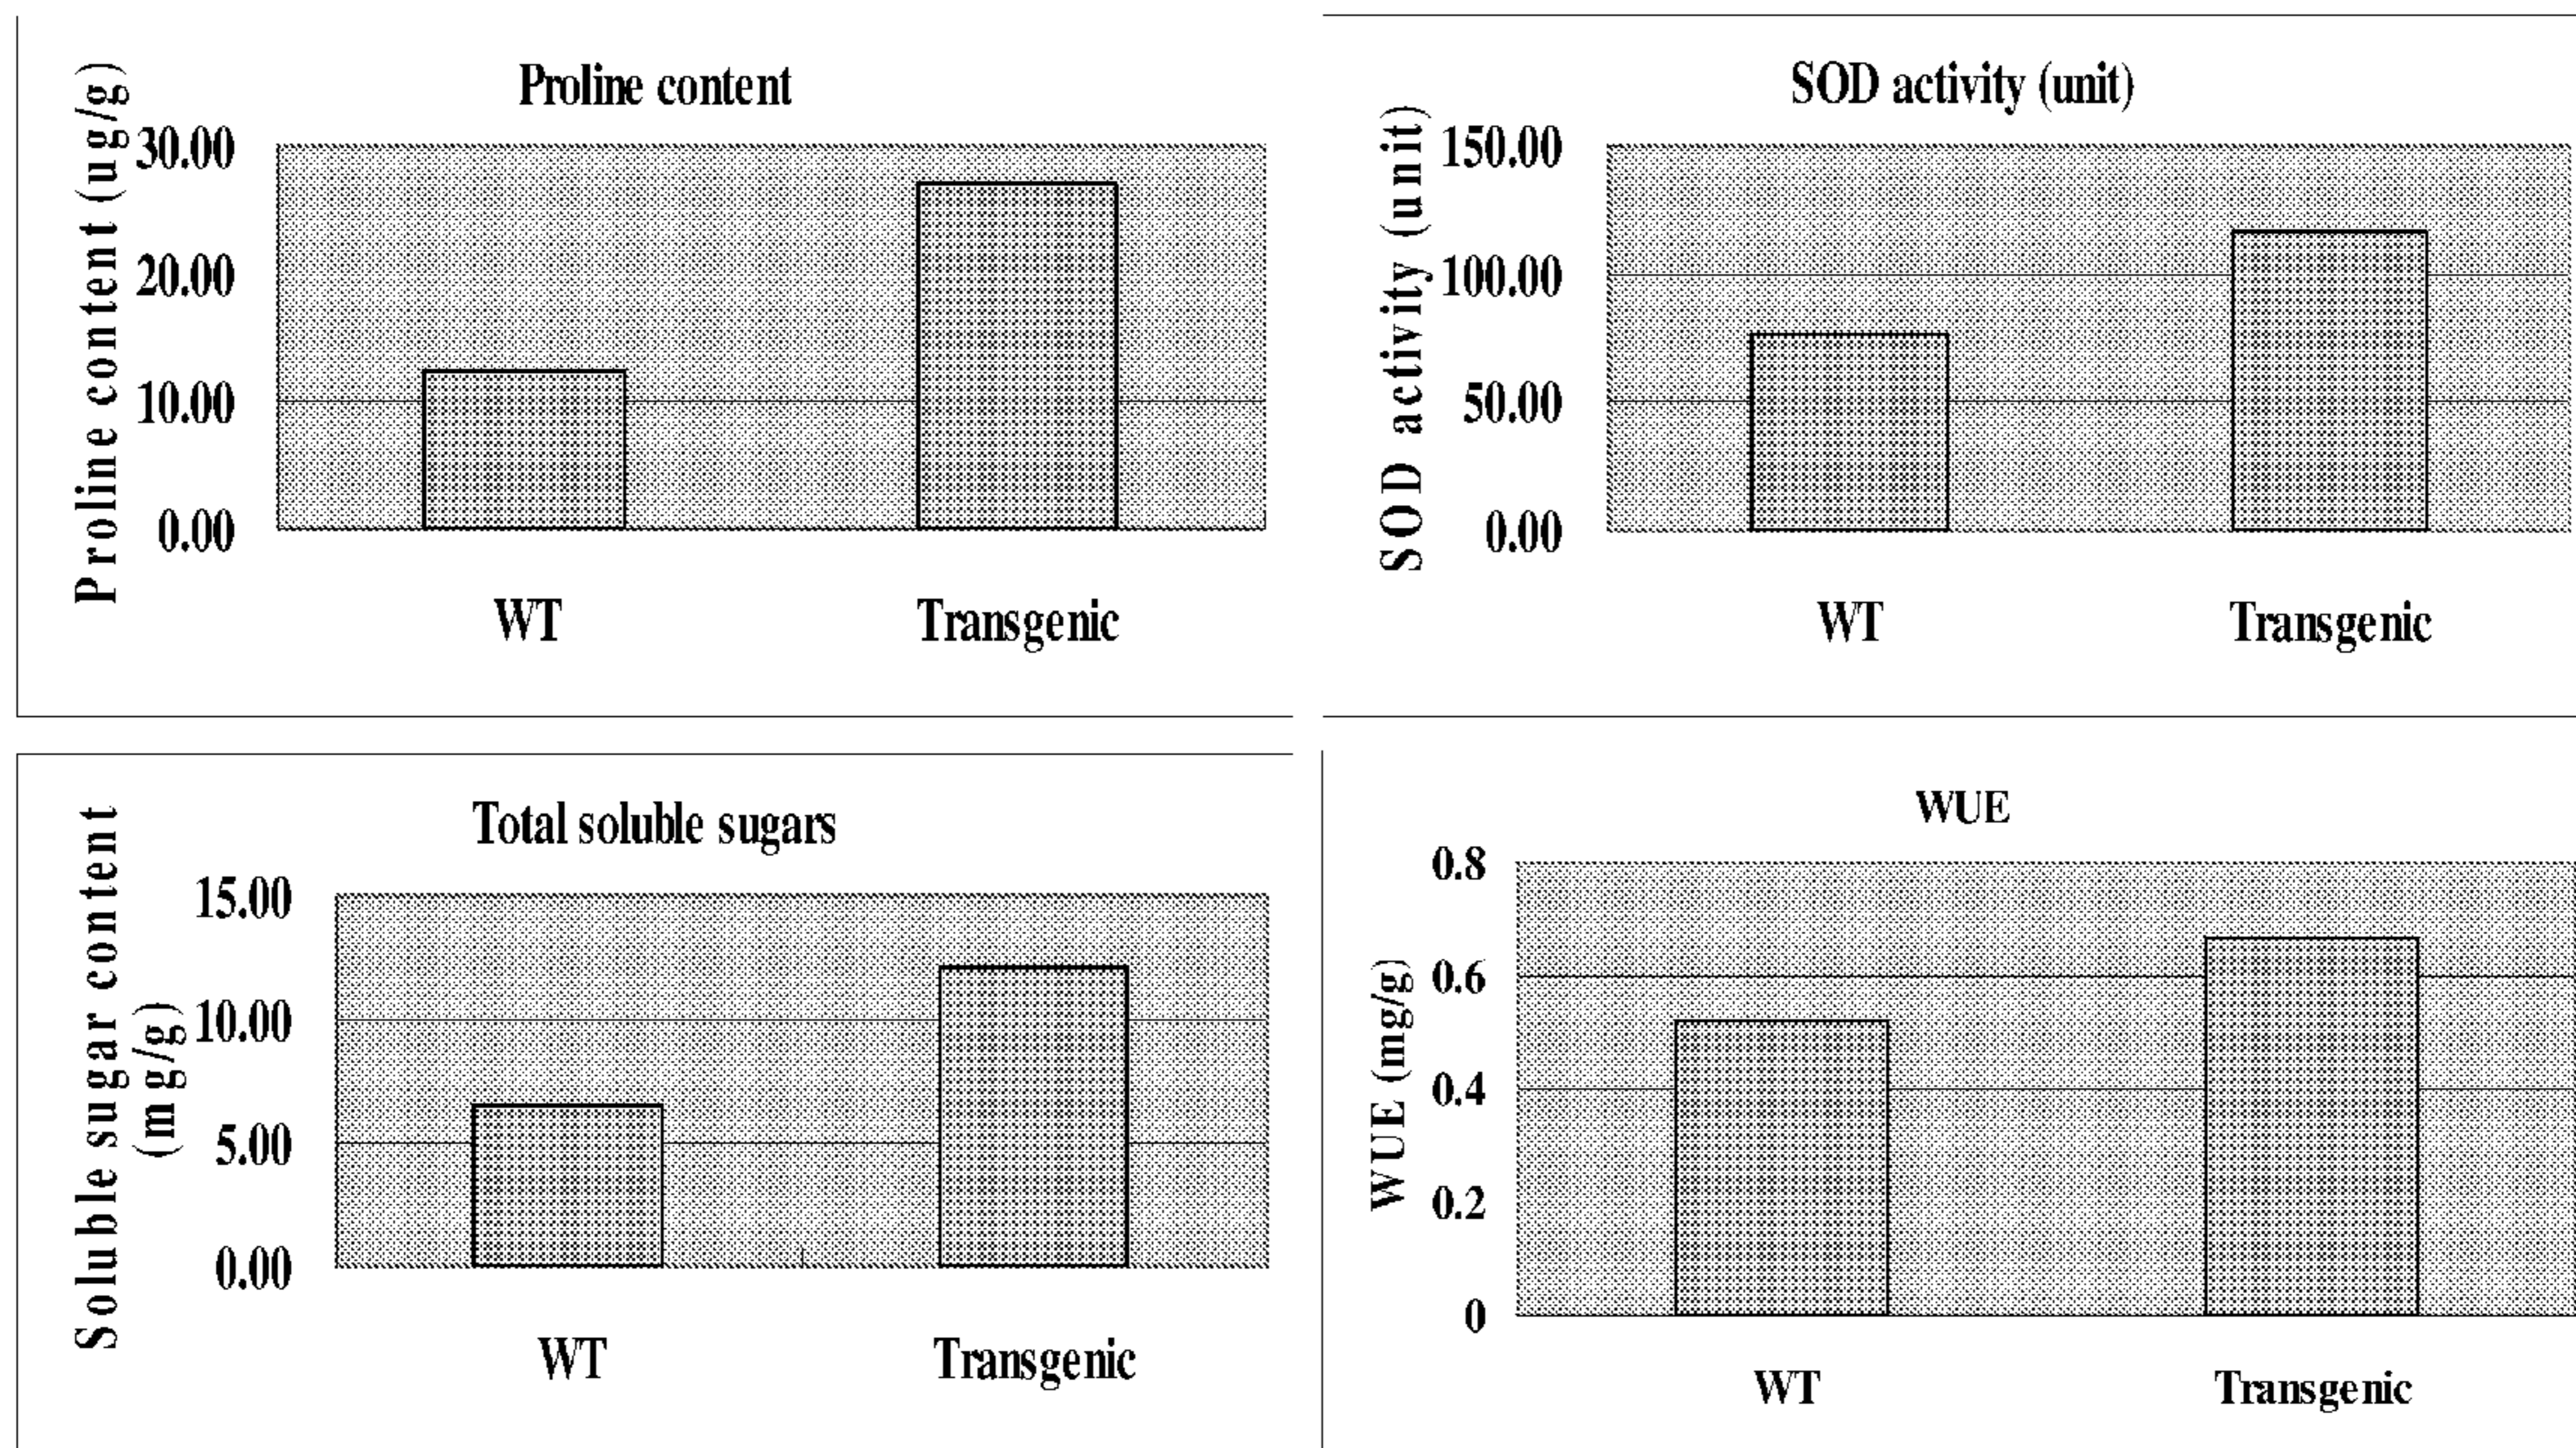 Proline content
Proline content (ug/g)
30.00
20.00
10.00
0.00
WT Transgenic
SOD activity (unit)
SOD activity (unit)
150.00
100.00
50.00
0.00
WT Transgenic
Total soluble sugars
Soluble sugar content
(mg/g)
15.00
10.00
5.00
0.00
WT Transgenic
WUE
WUE (mg/g)
0.8
0.6
0.4
0.2
0
WT Transgenic